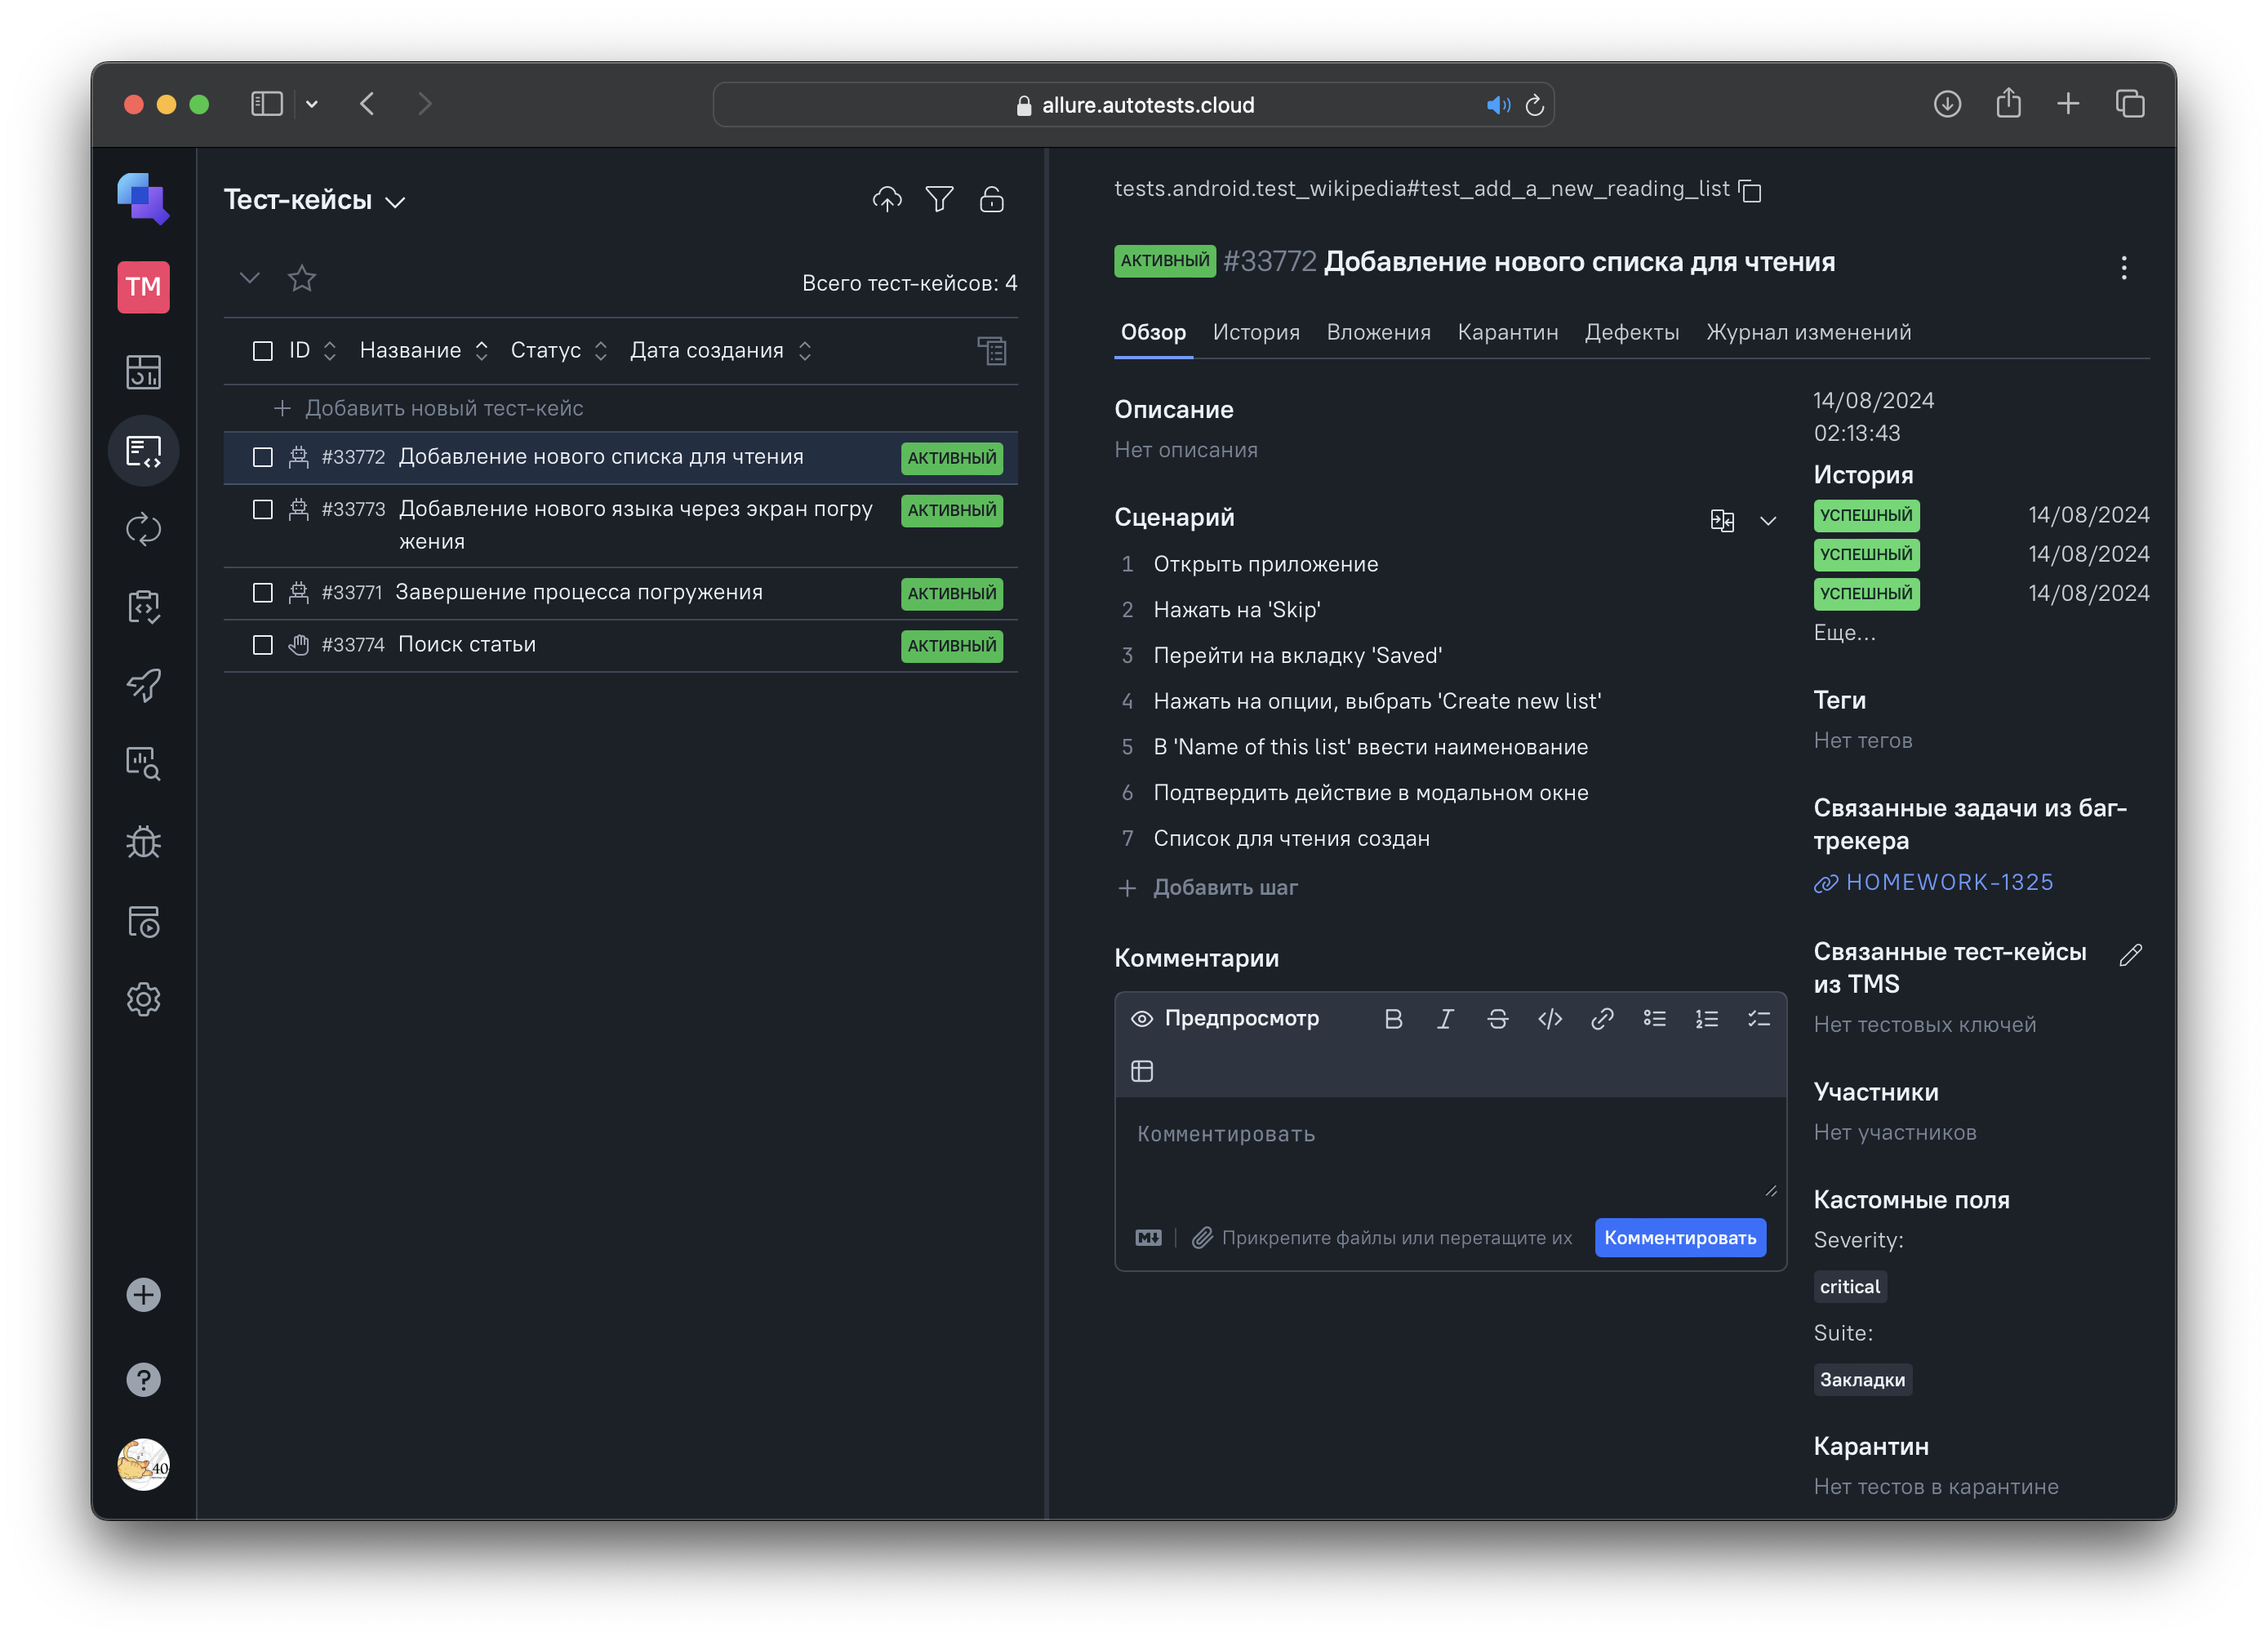 allure.autotests.cloud
TM
Тест-кейсы
Всего тест-кейсов: 4
ID Название Статус Дата создания
Добавить новый тест-кейс
#33772 Добавление нового списка для чтения АКТИВНЫЙ
#33773 Добавление нового языка через экран погру
жения АКТИВНЫЙ
#33771 Завершение процесса погружения АКТИВНЫЙ
#33774 Поиск статьи АКТИВНЫЙ
40
tests.android.test_wikipedia#test_add_a_new_reading_list
АКТИВНЫЙ #33772 Добавление нового списка для чтения
Обзор История Вложения Карантин Дефекты Журнал изменений
Описание
Нет описания
Сценарий
1 Открыть приложение
2 Нажать на 'Skip'
3 Перейти на вкладку 'Saved'
4 Нажать на опции, выбрать 'Create new list'
5 В 'Name of this list' ввести наименование
6 Подтвердить действие в модальном окне
7 Список для чтения создан
Добавить шаг
Комментарии
Предпросмотр
Комментировать
Прикрепите файлы или перетащите их
Комментировать
14/08/2024
02:13:43
История
УСПЕШНЫЙ 14/08/2024
УСПЕШНЫЙ 14/08/2024
УСПЕШНЫЙ 14/08/2024
Еще...
Теги
Нет тегов
Связанные задачи из баг-
трекера
HOMEWORK-1325
Связанные тест-кейсы
из TMS
Нет тестовых ключей
Участники
Нет участников
Кастомные поля
Severity:
critical
Suite:
Закладки
Карантин
Нет тестов в карантине